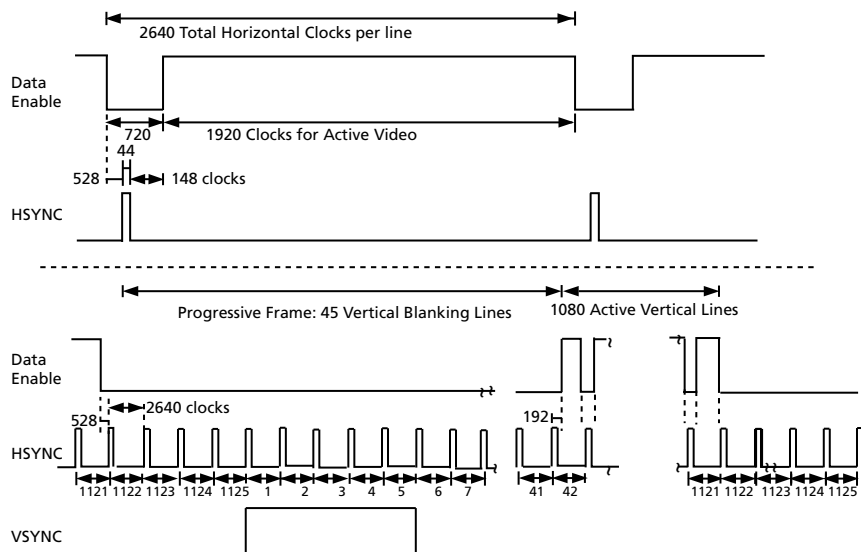 2640 Total Horizontal Clocks per line
Data
Enable
720
1920 Clocks for Active Video
44
528
148 clocks
HSYNC
Progressive Frame: 45 Vertical Blanking Lines
1080 Active Vertical Lines
Data
Enable
2640 clocks
528
192
HSYNC
1121 1122 1123 1124 1125 1 2 3 4 5 6 7 41 42 1121 1122 1123 1124 1125
VSYNC